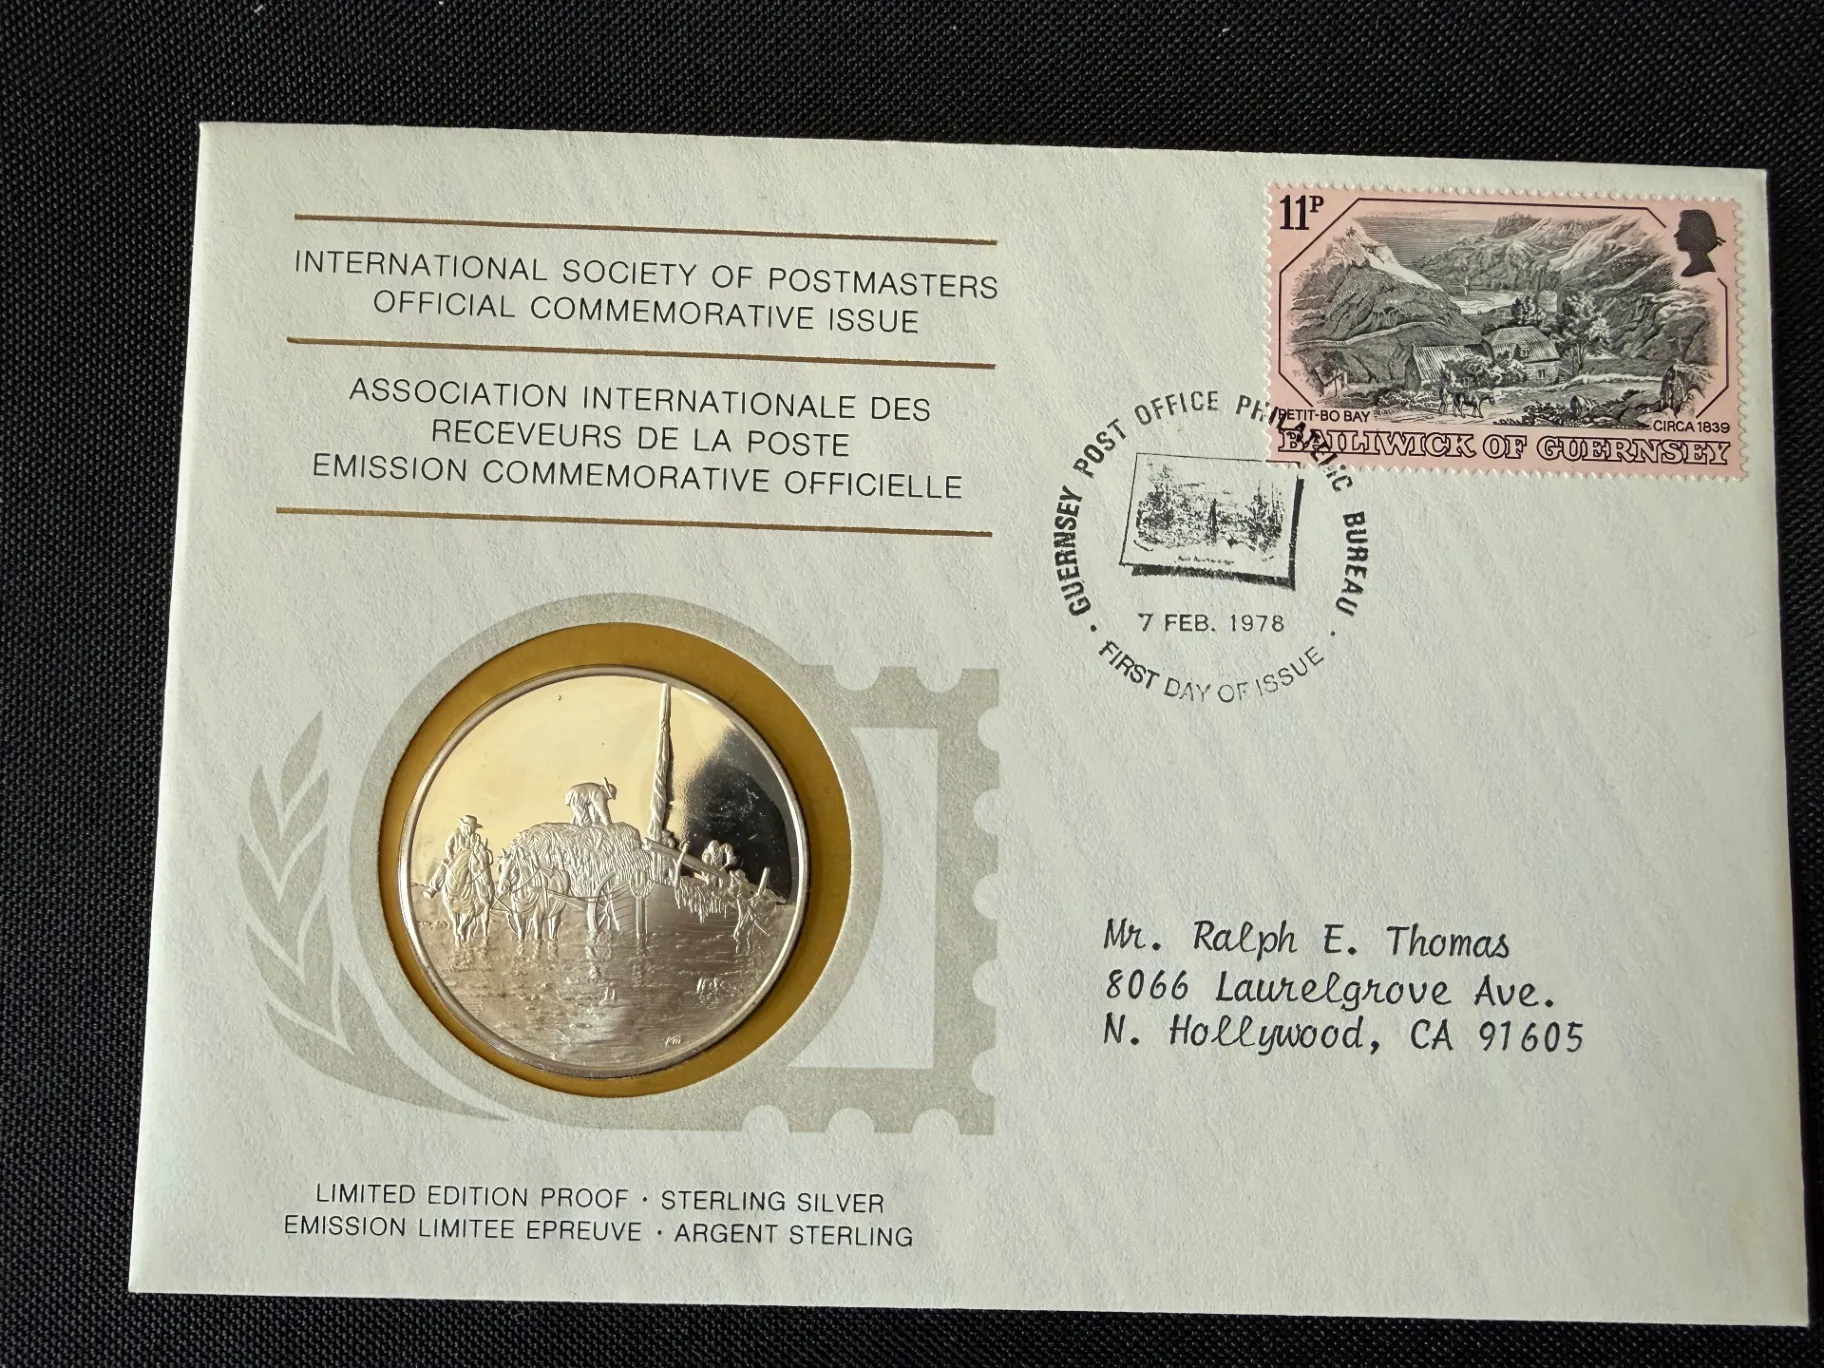 INTERNATIONAL SOCIETY OF POSTMASTERS
OFFICIAL COMMEMORATIVE ISSUE
ASSOCIATION INTERNATIONALE DES
RECEVEURS DE LA POSTE
EMISSION COMMEMORATIVE OFFICIELLE
11P
PETIT-BO BAY
CIRCA 1839
BAILIWICK OF GUERNSEY
GUERNSEY POST OFFICE PHILATELIC BUREAU
7 FEB. 1978
FIRST DAY OF ISSUE
Mr. Ralph E. Thomas
8066 Laurelgrove Ave.
N. Hollywood, CA 91605
LIMITED EDITION PROOF · STERLING SILVER
EMISSION LIMITEE EPREUVE · ARGENT STERLING